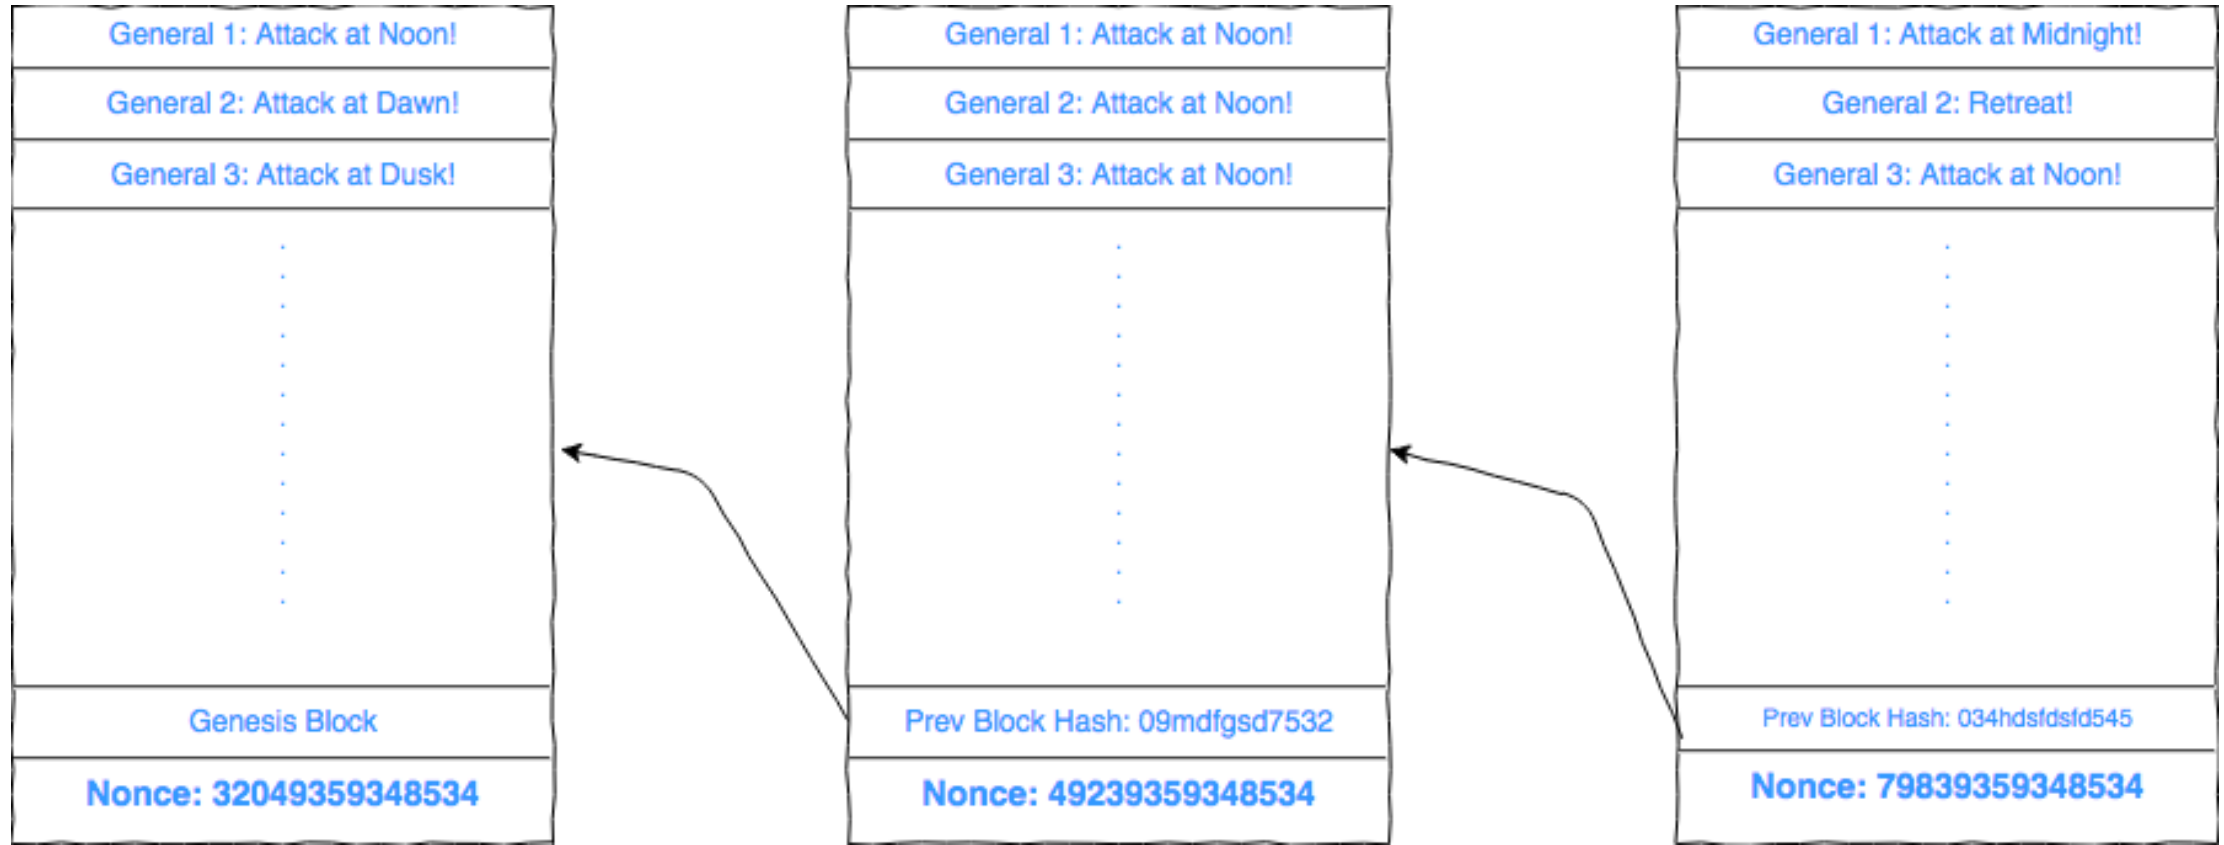 General 1: Attack at Noon!
General 2: Attack at Dawn!
General 3: Attack at Dusk!
Genesis Block
Nonce: 32049359348534
General 1: Attack at Noon!
General 2: Attack at Noon!
General 3: Attack at Noon!
Prev Block Hash: 09mdfgsd7532
Nonce: 49239359348534
General 1: Attack at Midnight!
General 2: Retreat!
General 3: Attack at Noon!
Prev Block Hash: 034hdsfdsfd545
Nonce: 79839359348534